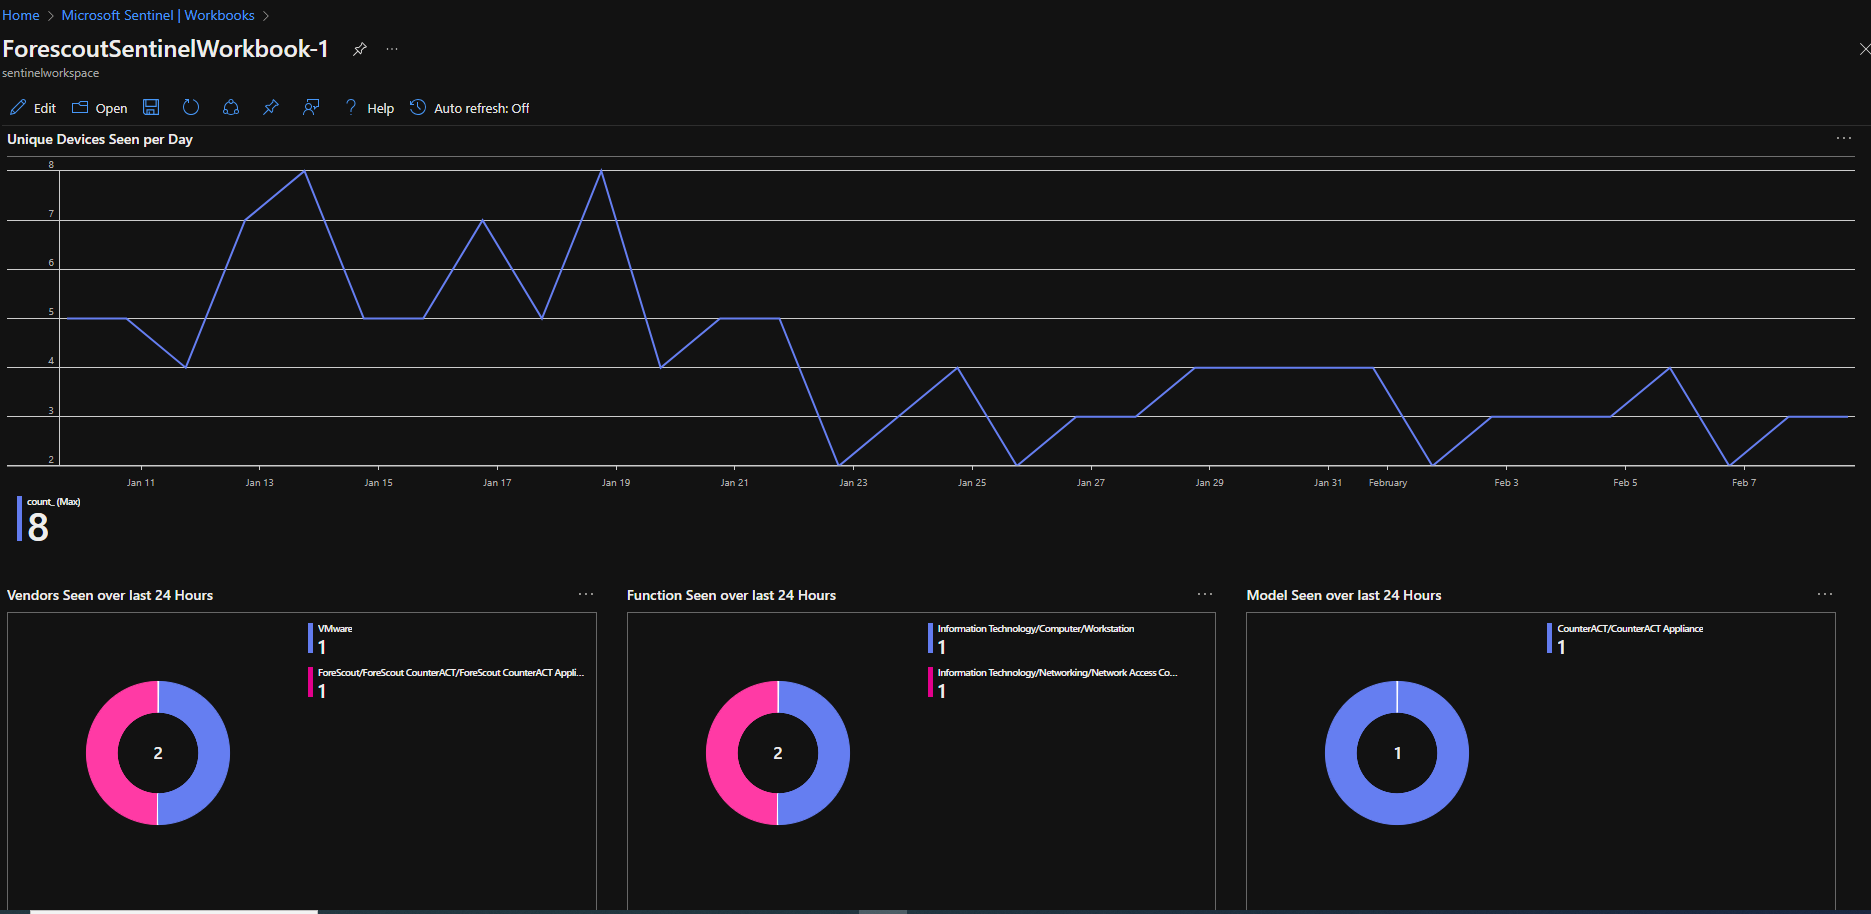 Home > Microsoft Sentinel | Workbooks >
ForescoutSentinelWorkbook-1 ...
sentinelworkspace
Edit Open ? Help Auto refresh: Off
Unique Devices Seen per Day ...
8
7
6
5
4
3
2
Jan 11 Jan 13 Jan 15 Jan 17 Jan 19 Jan 21 Jan 23 Jan 25 Jan 27 Jan 29 Jan 31 February Feb 3 Feb 5 Feb 7
count_ (Max)
8
Vendors Seen over last 24 Hours ...
VMware
1
ForeScout/ForeScout CounterACT/ForeScout CounterACT Appli...
1
2
Function Seen over last 24 Hours ...
Information Technology/Computer/Workstation
1
Information Technology/Networking/Network Access Co...
1
2
Model Seen over last 24 Hours ...
CounterACT/CounterACT Appliance
1
1